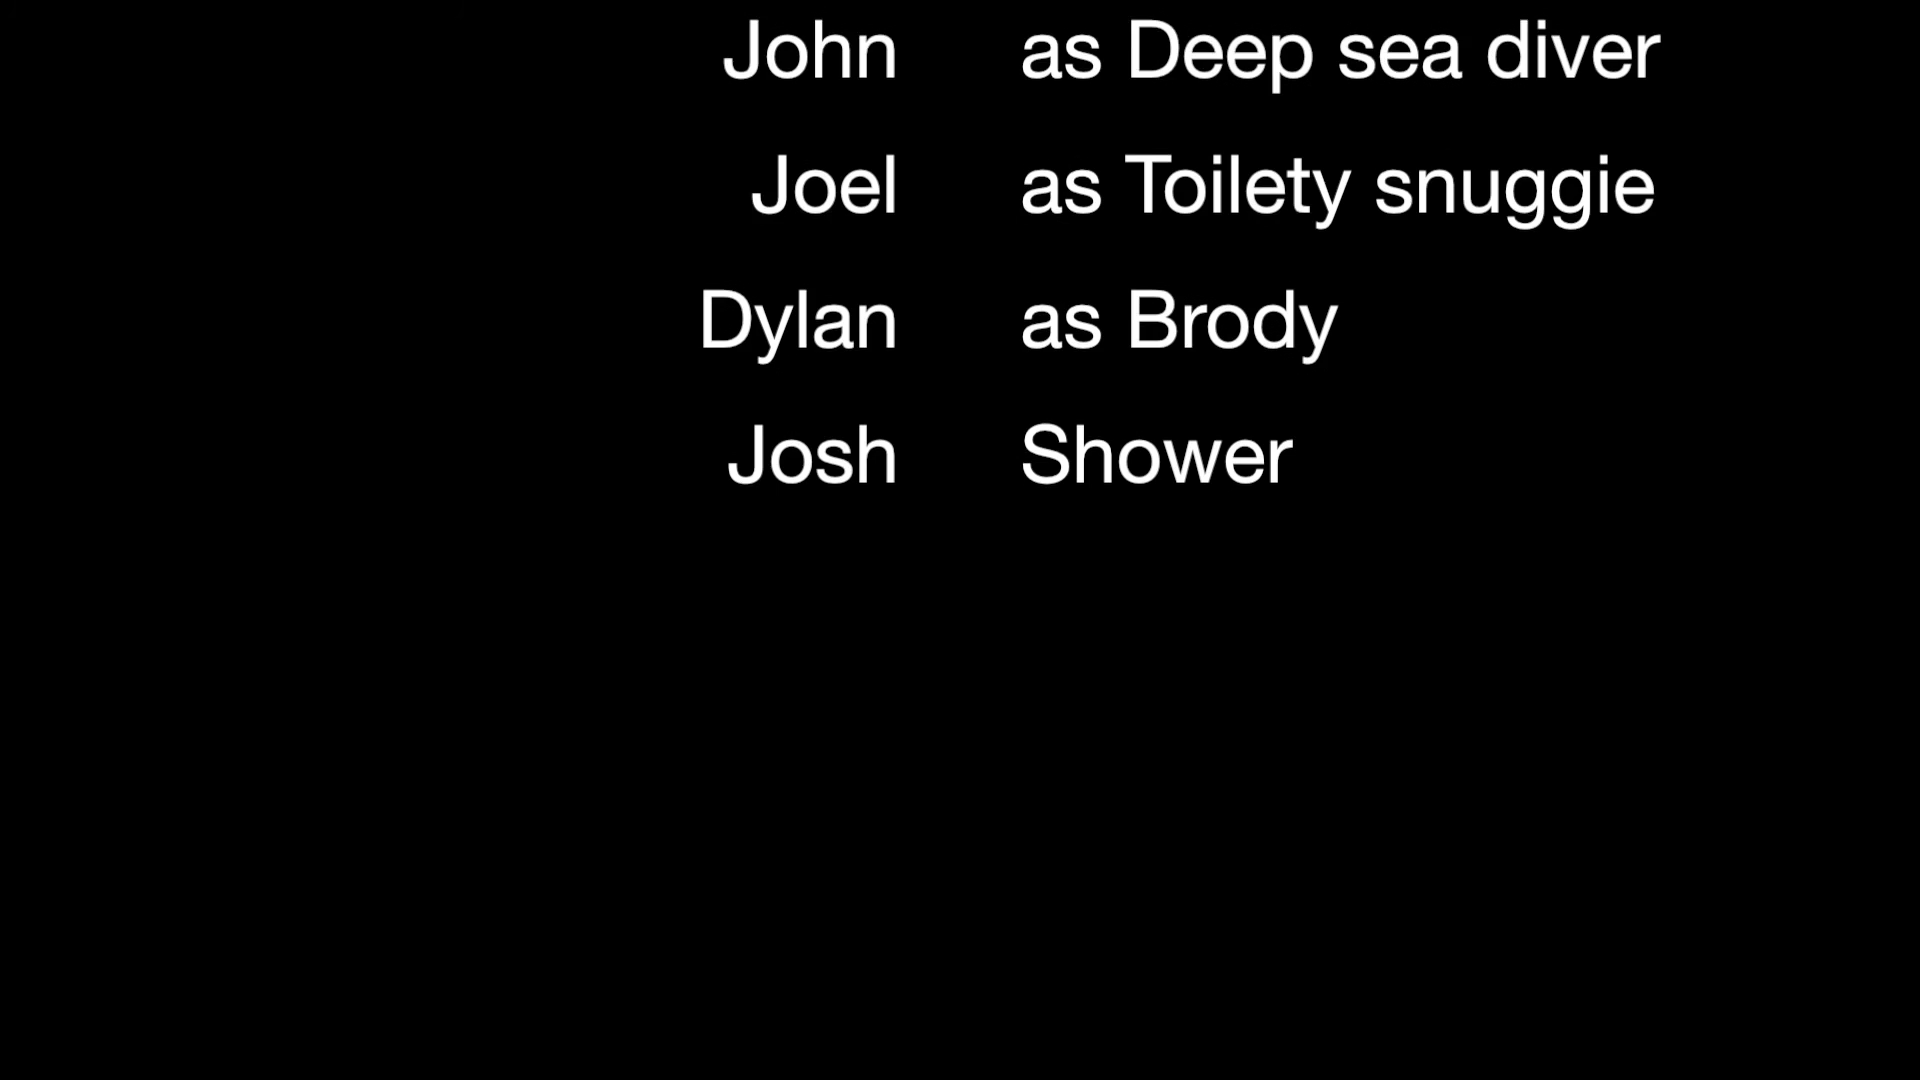 John as Deep sea diver
Joel as Toilety snuggie
Dylan as Brody
Josh Shower